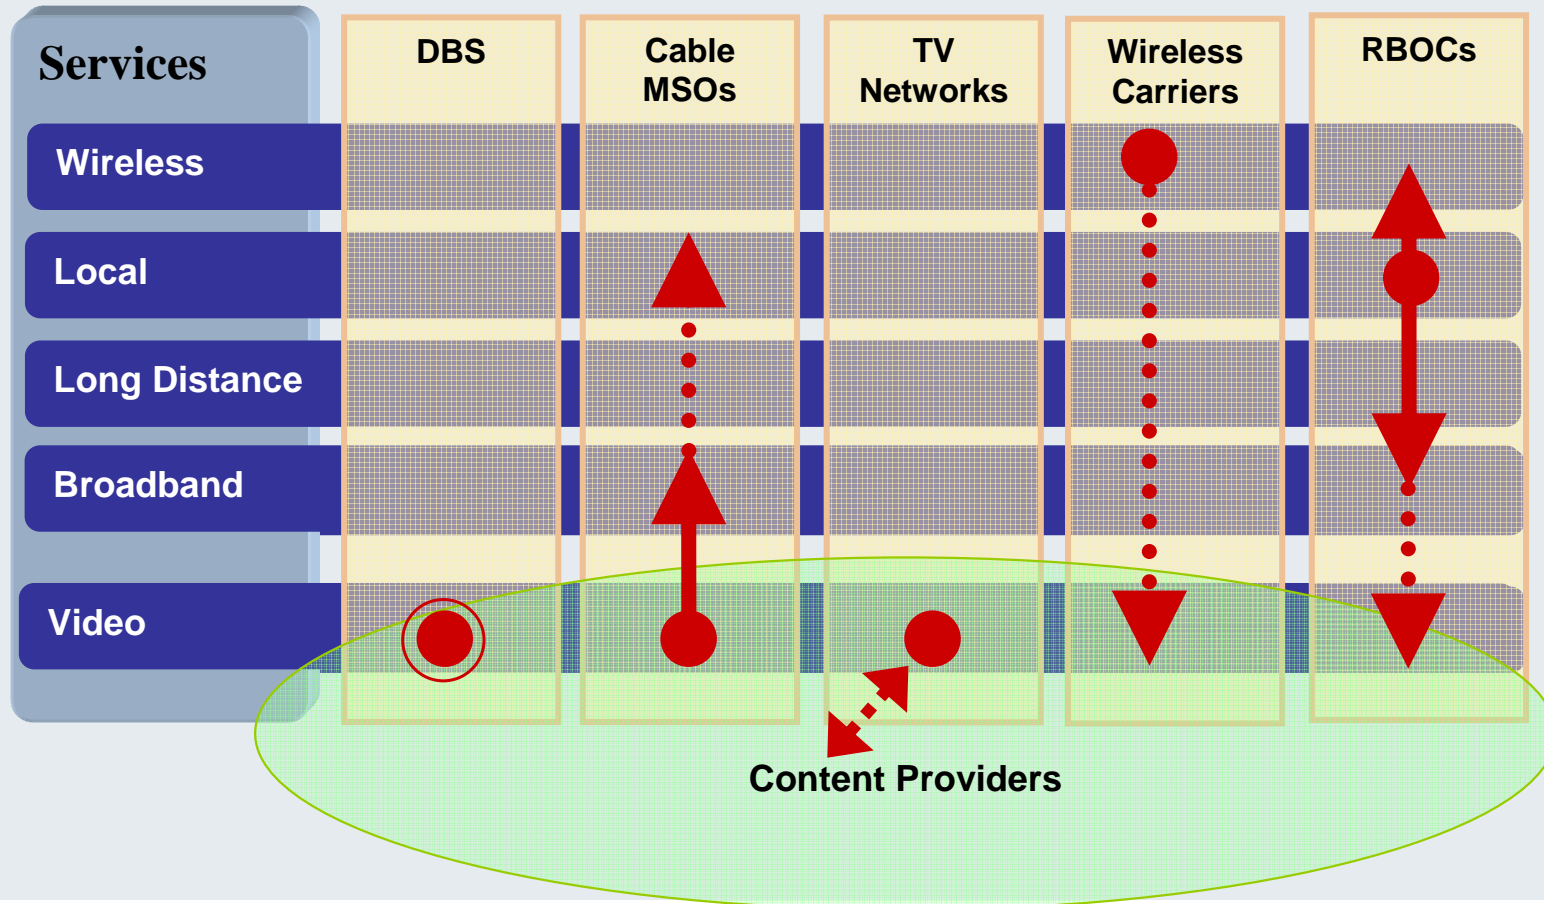 Services
DBS
Cable
MSOs
TV
Networks
Wireless
Carriers
RBOCs
Wireless
Local
Long Distance
Broadband
Video
Content Providers